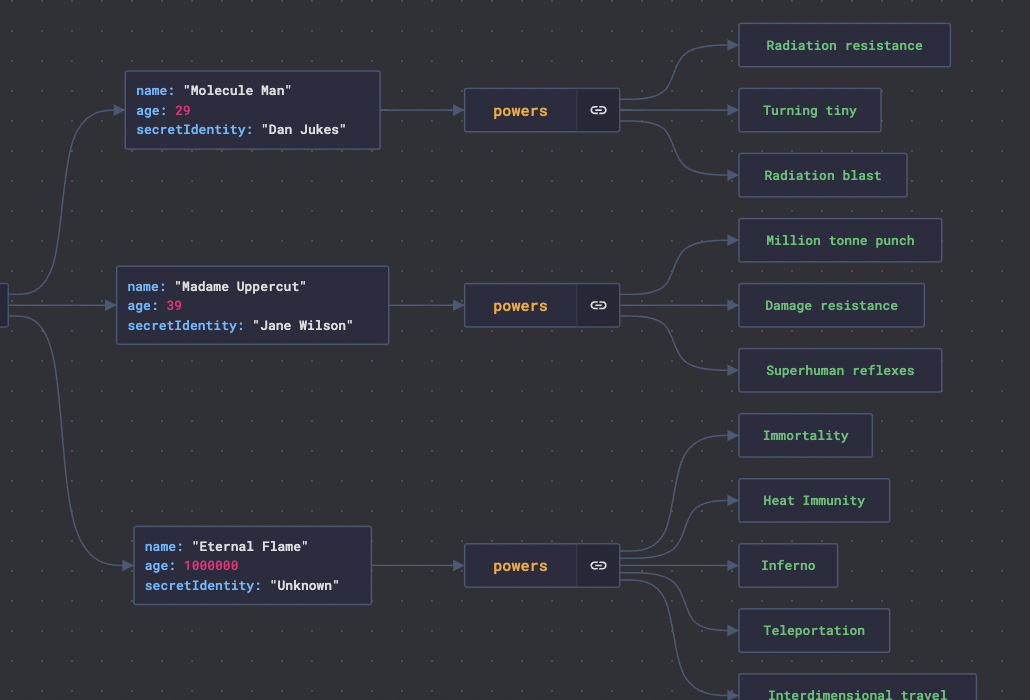 name: "Molecule Man"
age: 29
secretIdentity: "Dan Jukes"
powers
Radiation resistance
Turning tiny
Radiation blast
name: "Madame Uppercut"
age: 39
secretIdentity: "Jane Wilson"
powers
Million tonne punch
Damage resistance
Superhuman reflexes
name: "Eternal Flame"
age: 1000000
secretIdentity: "Unknown"
powers
Immortality
Heat Immunity
Inferno
Teleportation
Interdimensional travel